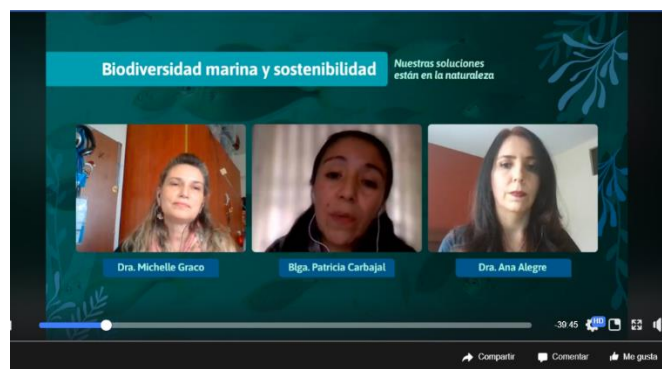 Biodiversidad marina y sostenibilidad
Nuestras soluciones
están en la naturaleza
Dra. Michelle Graco
Blga. Patricia Carbajal
Dra. Ana Alegre
-39:45
HD
Compartir
Comentar
Me gusta